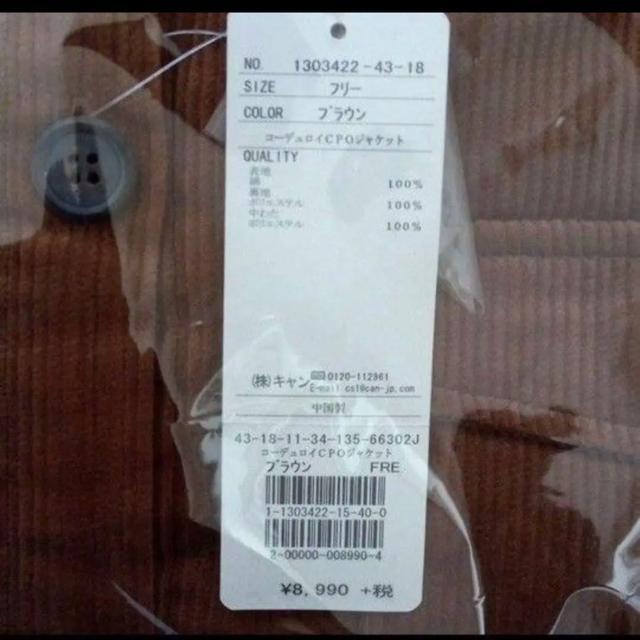 NO. 1303422-43-18
SIZE フリー
COLOR ブラウン
コーデュロイCPOジャケット
QUALITY
表地
綿 100%
裏地
ポリエステル 100%
中わた
ポリエステル 100%
(株)キャン 0120-112961
E-mail cs1@can-jp.com
中国製
43-18-11-34-135-66302J
コーデュロイCPOジャケット
ブラウン FRE
1-1303422-15-40-0
2-00000-008990-4
¥8,990 +税